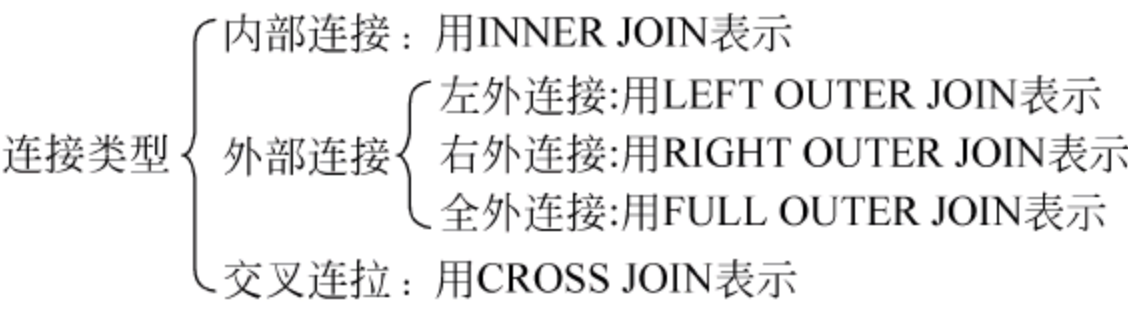 内部连接：用INNER JOIN表示
左外连接:用LEFT OUTER JOIN表示
连接类型
外部连接
右外连接:用RIGHT OUTER JOIN表示
全外连接:用FULL OUTER JOIN表示
交叉连拉：用CROSS JOIN表示